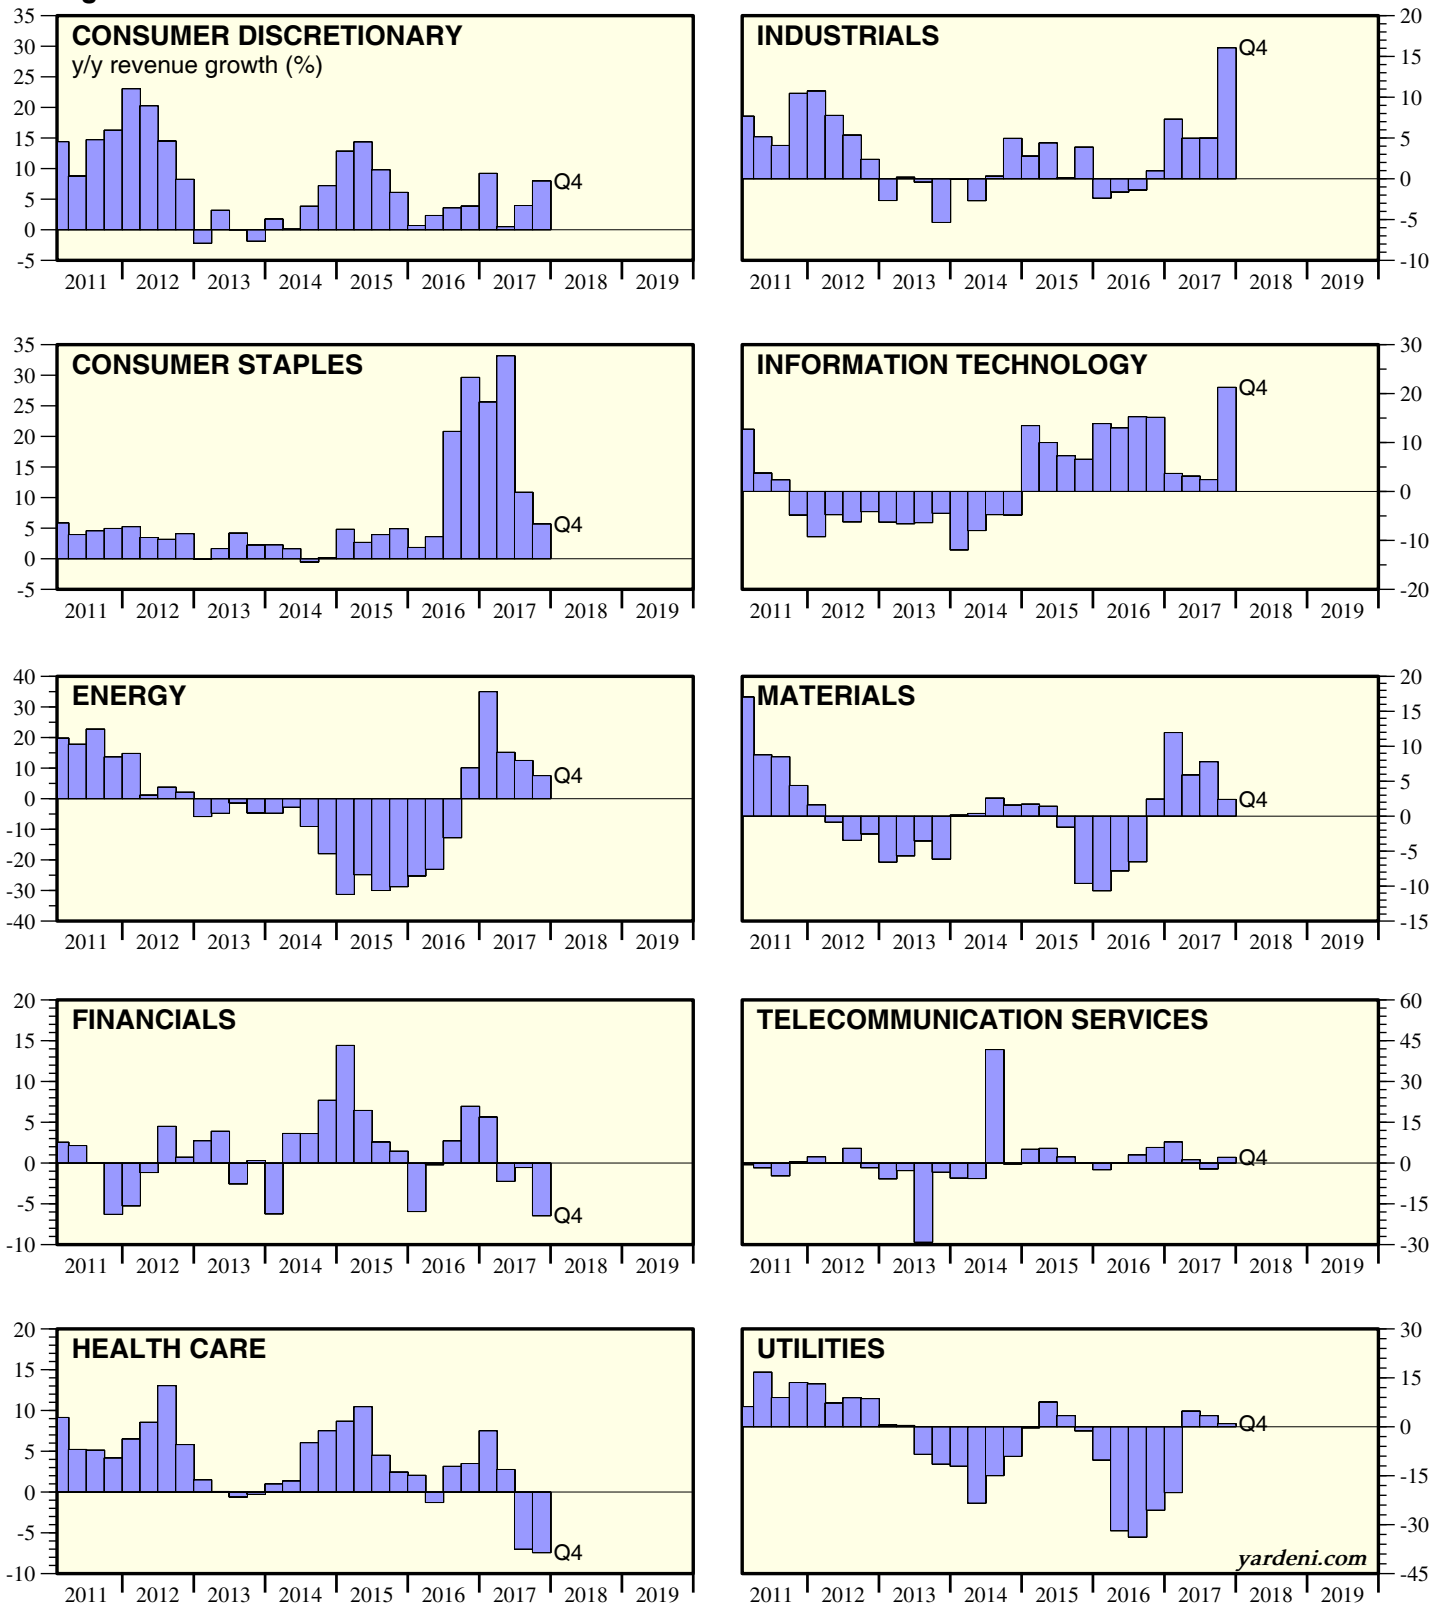 CONSUMER DISCRETIONARY
y/y revenue growth (%)
35
30
25
20
15
10
5
0
-5
Q4
2011 2012 2013 2014 2015 2016 2017 2018 2019
INDUSTRIALS
20
15
10
5
0
-5
-10
Q4
2011 2012 2013 2014 2015 2016 2017 2018 2019
CONSUMER STAPLES
35
30
25
20
15
10
5
0
-5
Q4
2011 2012 2013 2014 2015 2016 2017 2018 2019
INFORMATION TECHNOLOGY
30
20
10
0
-10
-20
Q4
2011 2012 2013 2014 2015 2016 2017 2018 2019
ENERGY
40
30
20
10
0
-10
-20
-30
-40
Q4
2011 2012 2013 2014 2015 2016 2017 2018 2019
MATERIALS
20
15
10
5
0
-5
-10
-15
Q4
2011 2012 2013 2014 2015 2016 2017 2018 2019
FINANCIALS
20
15
10
5
0
-5
-10
Q4
2011 2012 2013 2014 2015 2016 2017 2018 2019
TELECOMMUNICATION SERVICES
60
45
30
15
0
-15
-30
Q4
2011 2012 2013 2014 2015 2016 2017 2018 2019
HEALTH CARE
20
15
10
5
0
-5
-10
Q4
2011 2012 2013 2014 2015 2016 2017 2018 2019
UTILITIES
30
15
0
-15
-30
-45
Q4
yardeni.com
2011 2012 2013 2014 2015 2016 2017 2018 2019